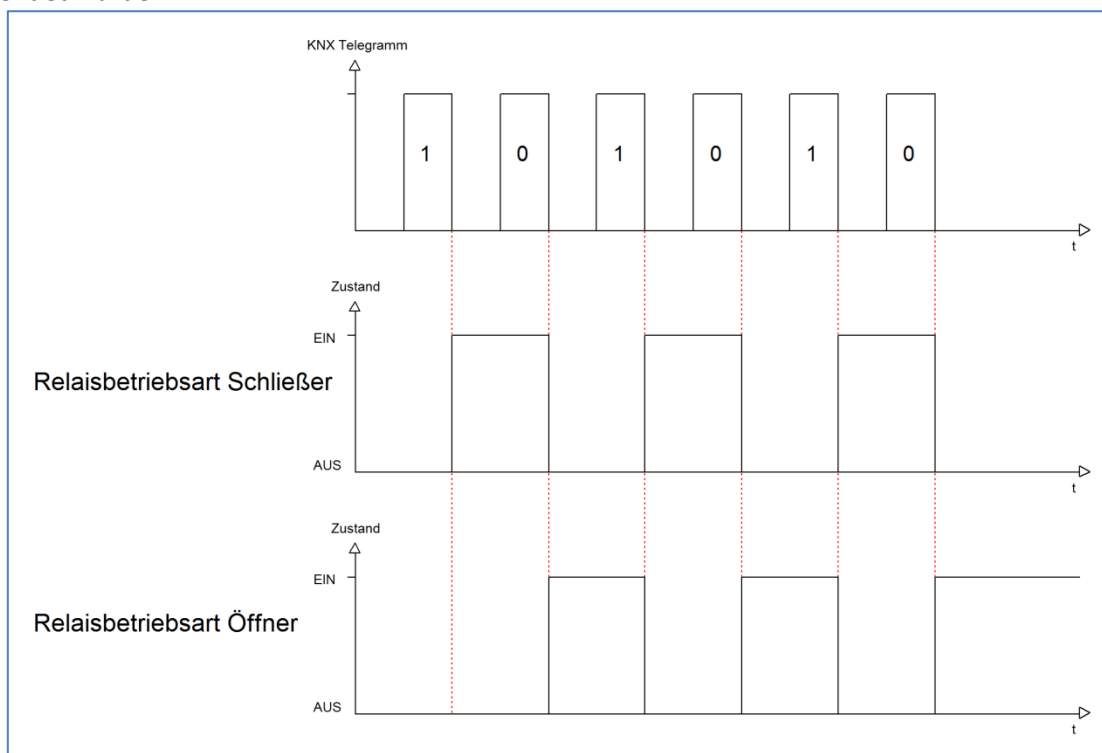 KNX Telegramm
1 0 1 0 1 0
t
Zustand
EIN
Relaisbetriebsart Schließer
AUS
t
Zustand
EIN
Relaisbetriebsart Öffner
AUS
t